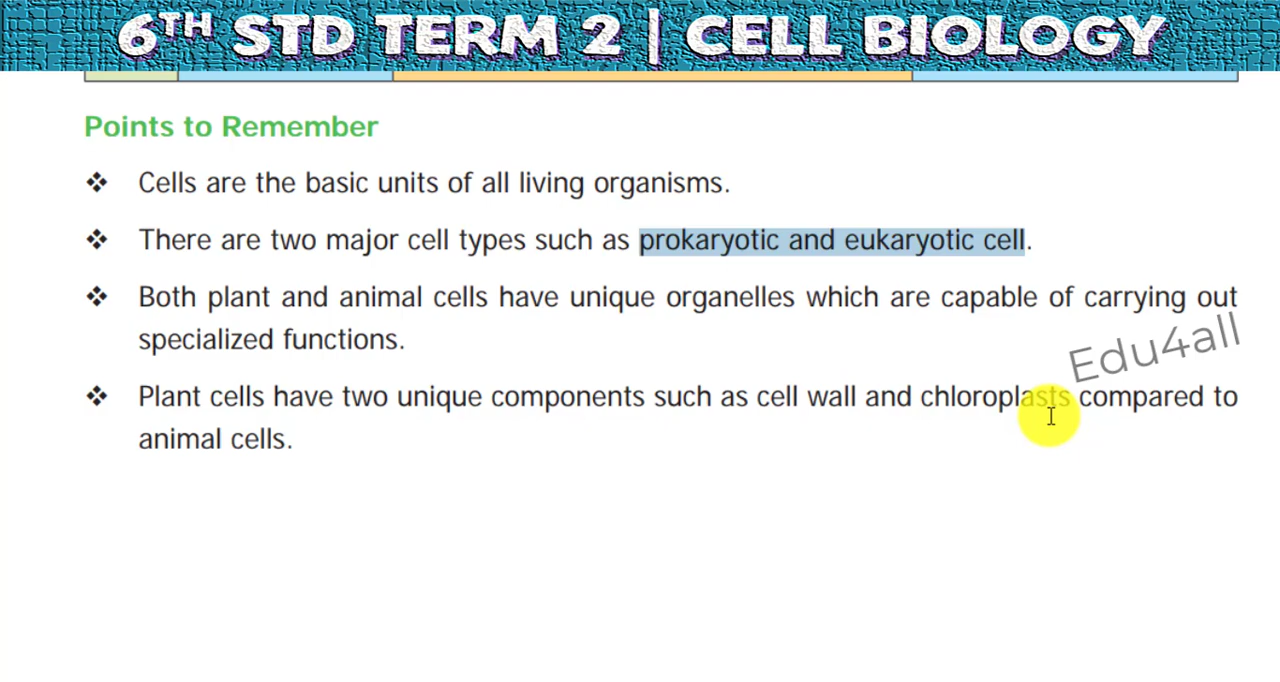 6TH STD TERM 2 | CELL BIOLOGY
Points to Remember
❖ Cells are the basic units of all living organisms.
❖ There are two major cell types such as prokaryotic and eukaryotic cell.
❖ Both plant and animal cells have unique organelles which are capable of carrying out
specialized functions.
Edu4all
❖ Plant cells have two unique components such as cell wall and chloroplasts compared to
animal cells.